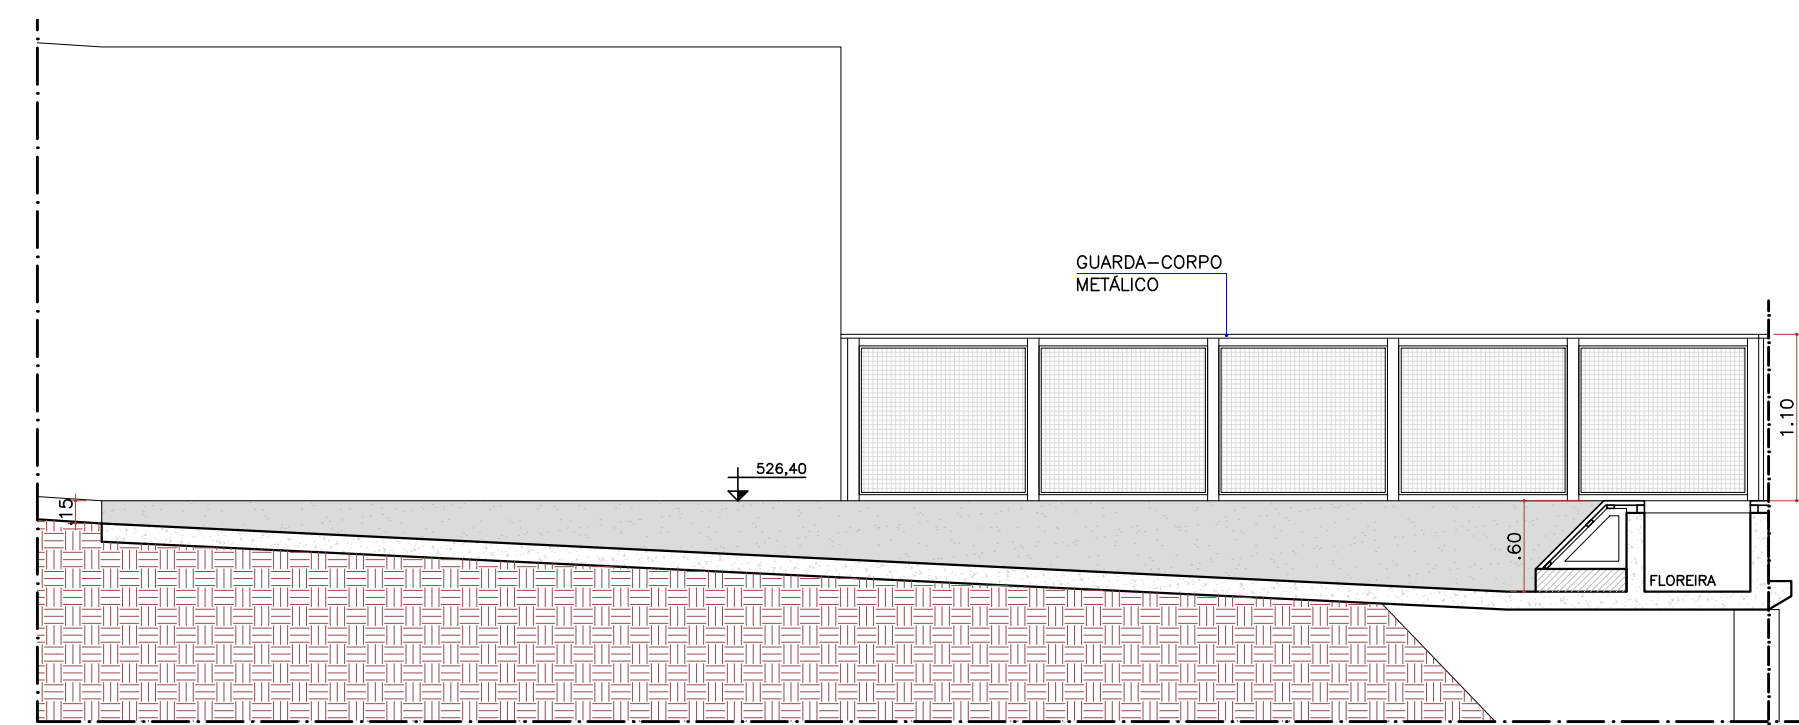 GUARDA-CORPO
METÁLICO
526,40
.15
1.10
.60
FLOREIRA